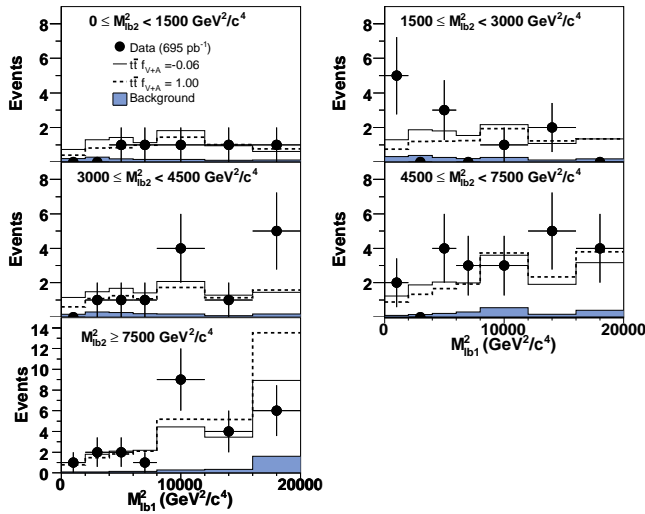 0 ≤ M²lb2 < 1500 GeV²/c⁴
1500 ≤ M²lb2 < 3000 GeV²/c⁴
Events
8
6
4
2
Data (695 pb⁻¹)
tt̄ fV+A =-0.06
tt̄ fV+A = 1.00
Background
Events
8
6
4
2
3000 ≤ M²lb2 < 4500 GeV²/c⁴
4500 ≤ M²lb2 < 7500 GeV²/c⁴
Events
8
6
4
2
Events
8
6
4
2
0
0 10000 20000
M²lb1 (GeV²/c⁴)
M²lb2 ≥ 7500 GeV²/c⁴
Events
14
12
10
8
6
4
2
0
0 10000 20000
M²lb1 (GeV²/c⁴)